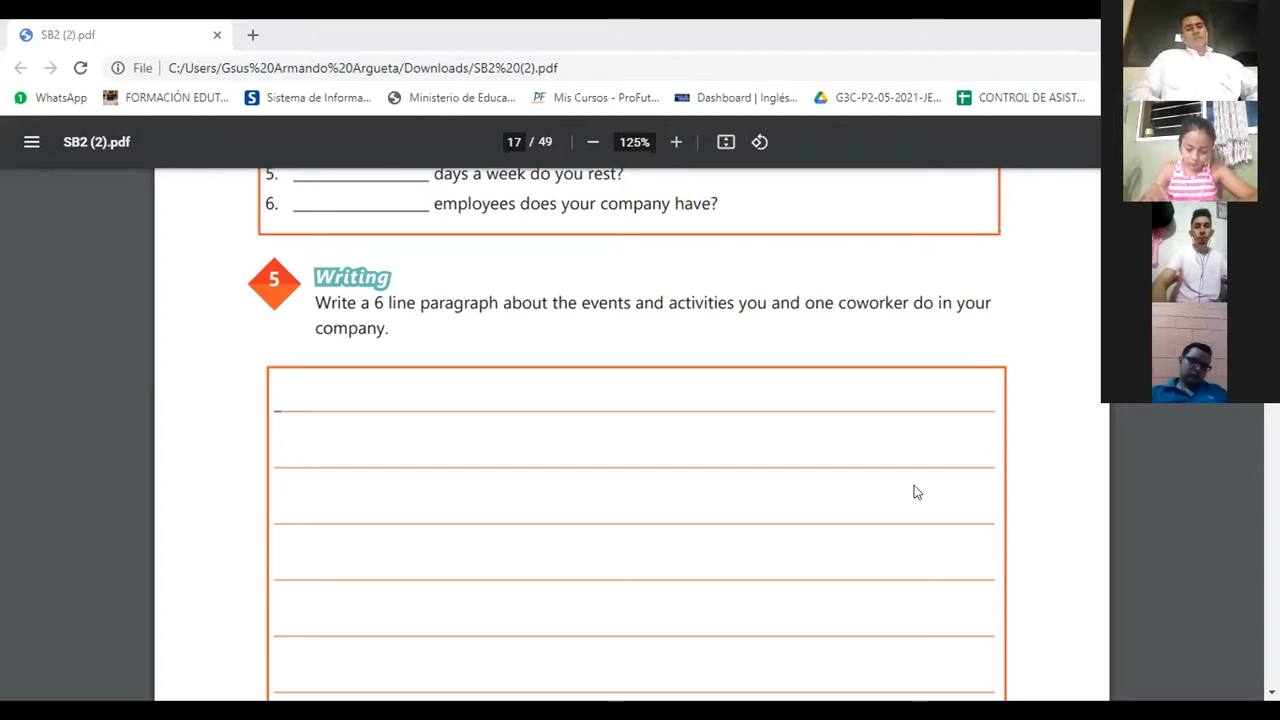 SB2 (2).pdf
File C:/Users/Gsus%20Armando%20Argueta/Downloads/SB2%20(2).pdf
WhatsApp FORMACIÓN EDUT... Sistema de Informa... Ministerio de Educa... Mis Cursos - ProFut... Dashboard | Inglés... G3C-P2-05-2021-JE... CONTROL DE ASIST...
SB2 (2).pdf 17 / 49 125%
5. ______________ days a week do you rest?
6. ______________ employees does your company have?
5 Writing
Write a 6 line paragraph about the events and activities you and one coworker do in your
company.